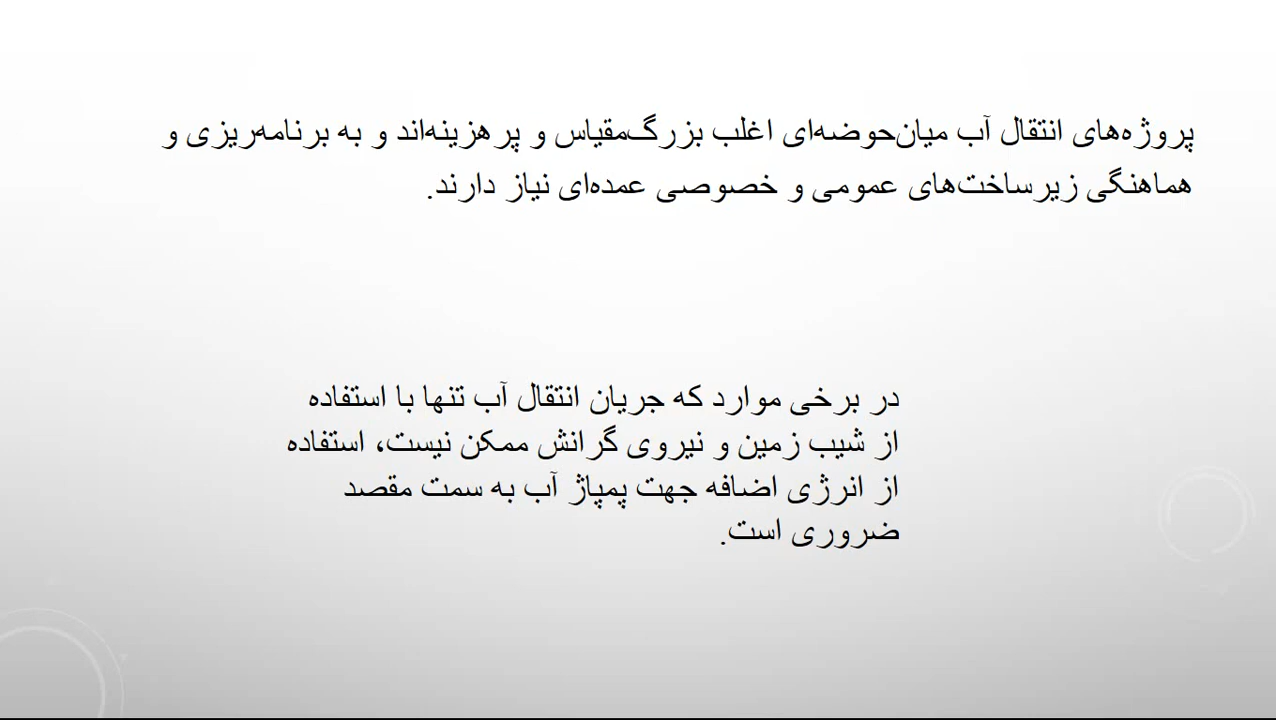 پروژه‌های انتقال آب میان‌حوضه‌ای اغلب بزرگ‌مقیاس و پرهزینه‌اند و به برنامه‌ریزی و
هماهنگی زیرساخت‌های عمومی و خصوصی عمده‌ای نیاز دارند.
در برخی موارد که جریان انتقال آب تنها با استفاده
از شیب زمین و نیروی گرانش ممکن نیست، استفاده
از انرژی اضافه جهت پمپاژ آب به سمت مقصد
ضروری است.